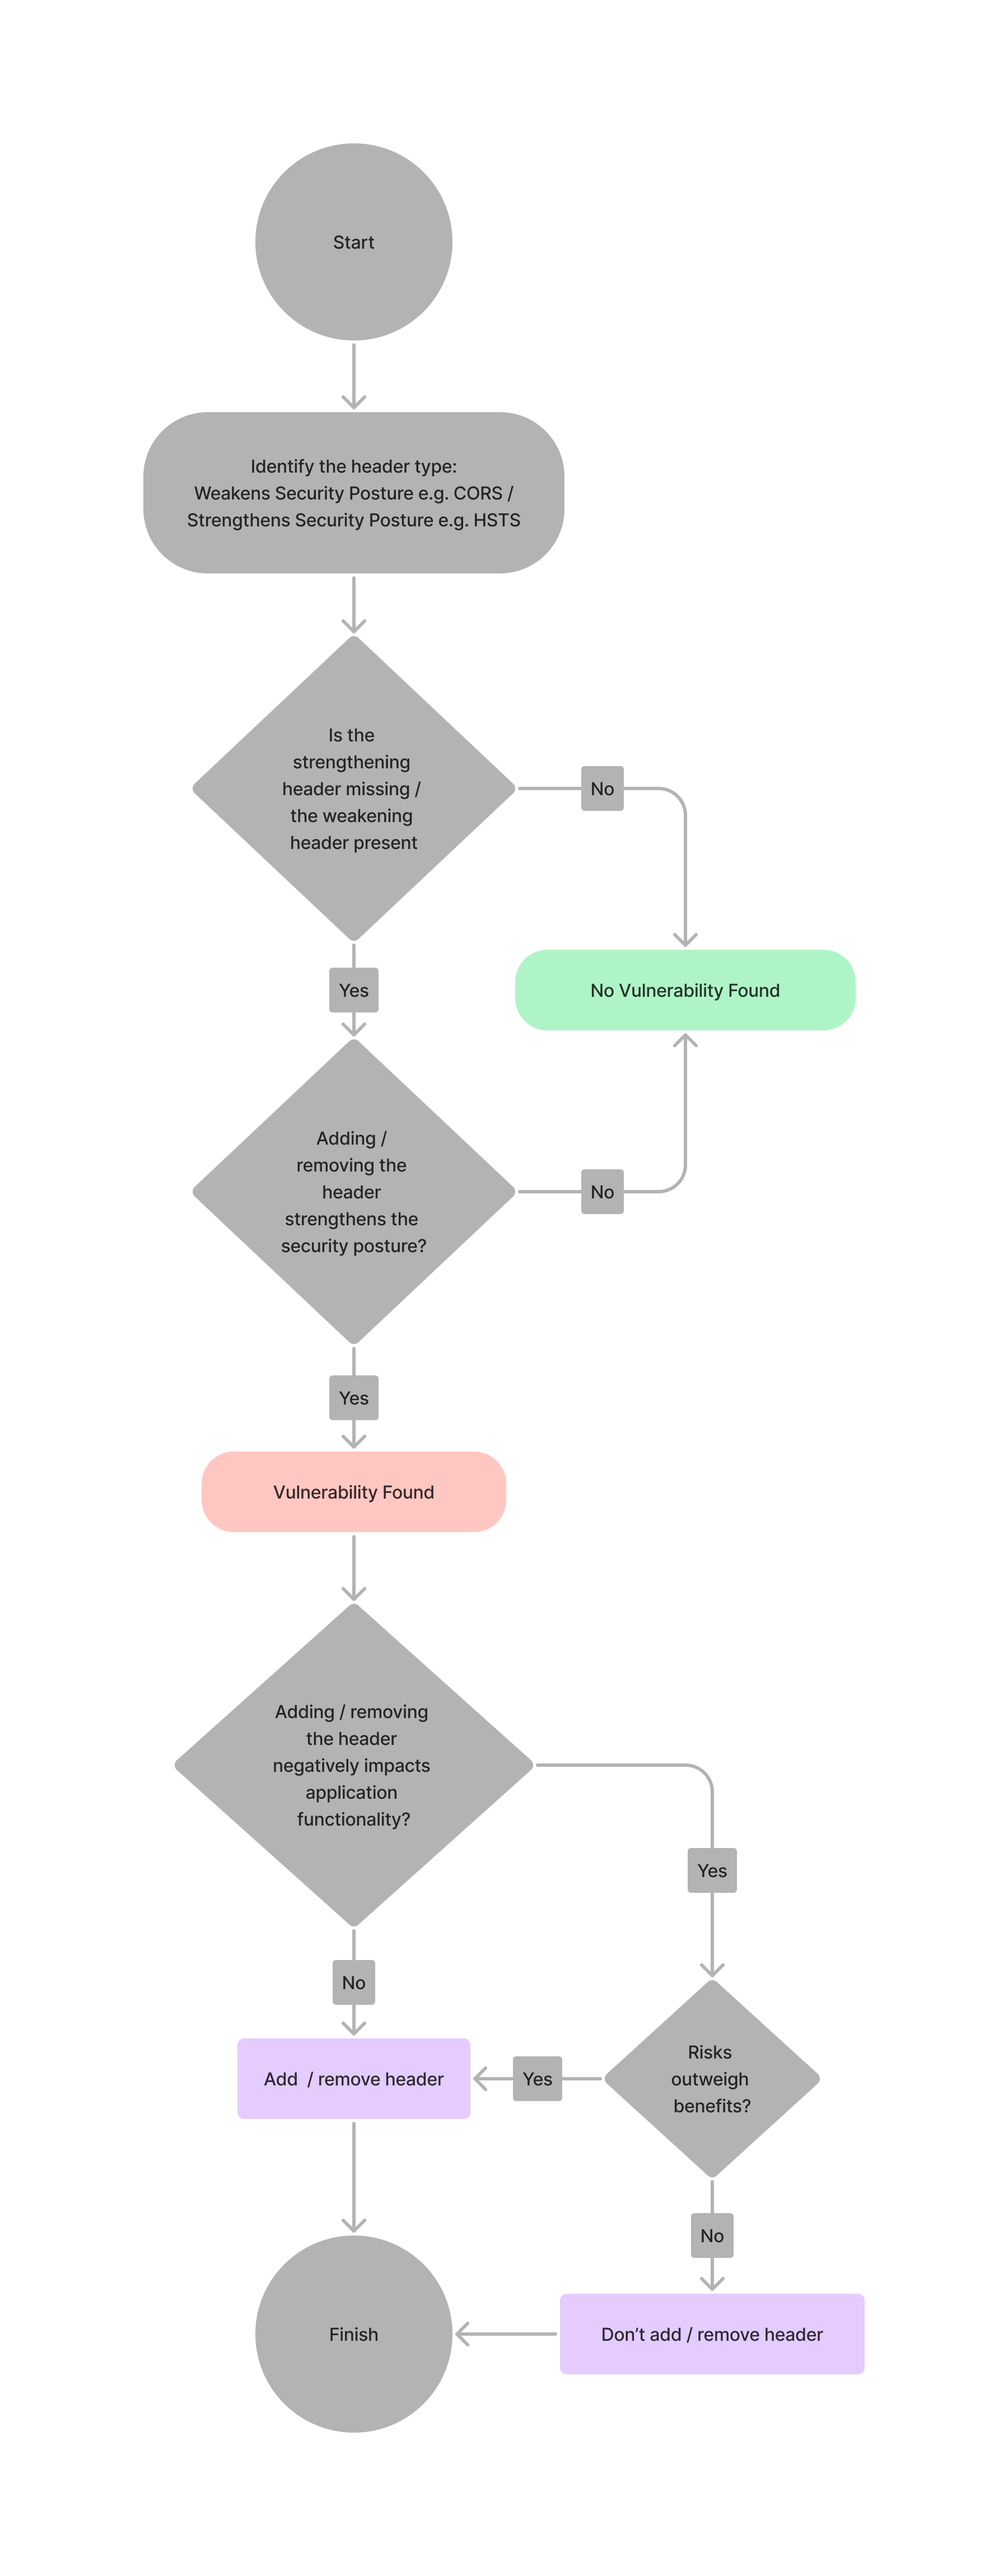 Start
Identify the header type:
Weakens Security Posture e.g. CORS /
Strengthens Security Posture e.g. HSTS
Is the
strengthening
header missing /
the weakening
header present
No
No Vulnerability Found
Yes
Adding /
removing the
header
strengthens the
security posture?
No
Yes
Vulnerability Found
Adding / removing
the header
negatively impacts
application
functionality?
Yes
No
Risks
outweigh
benefits?
Yes
Add / remove header
No
Don’t add / remove header
Finish